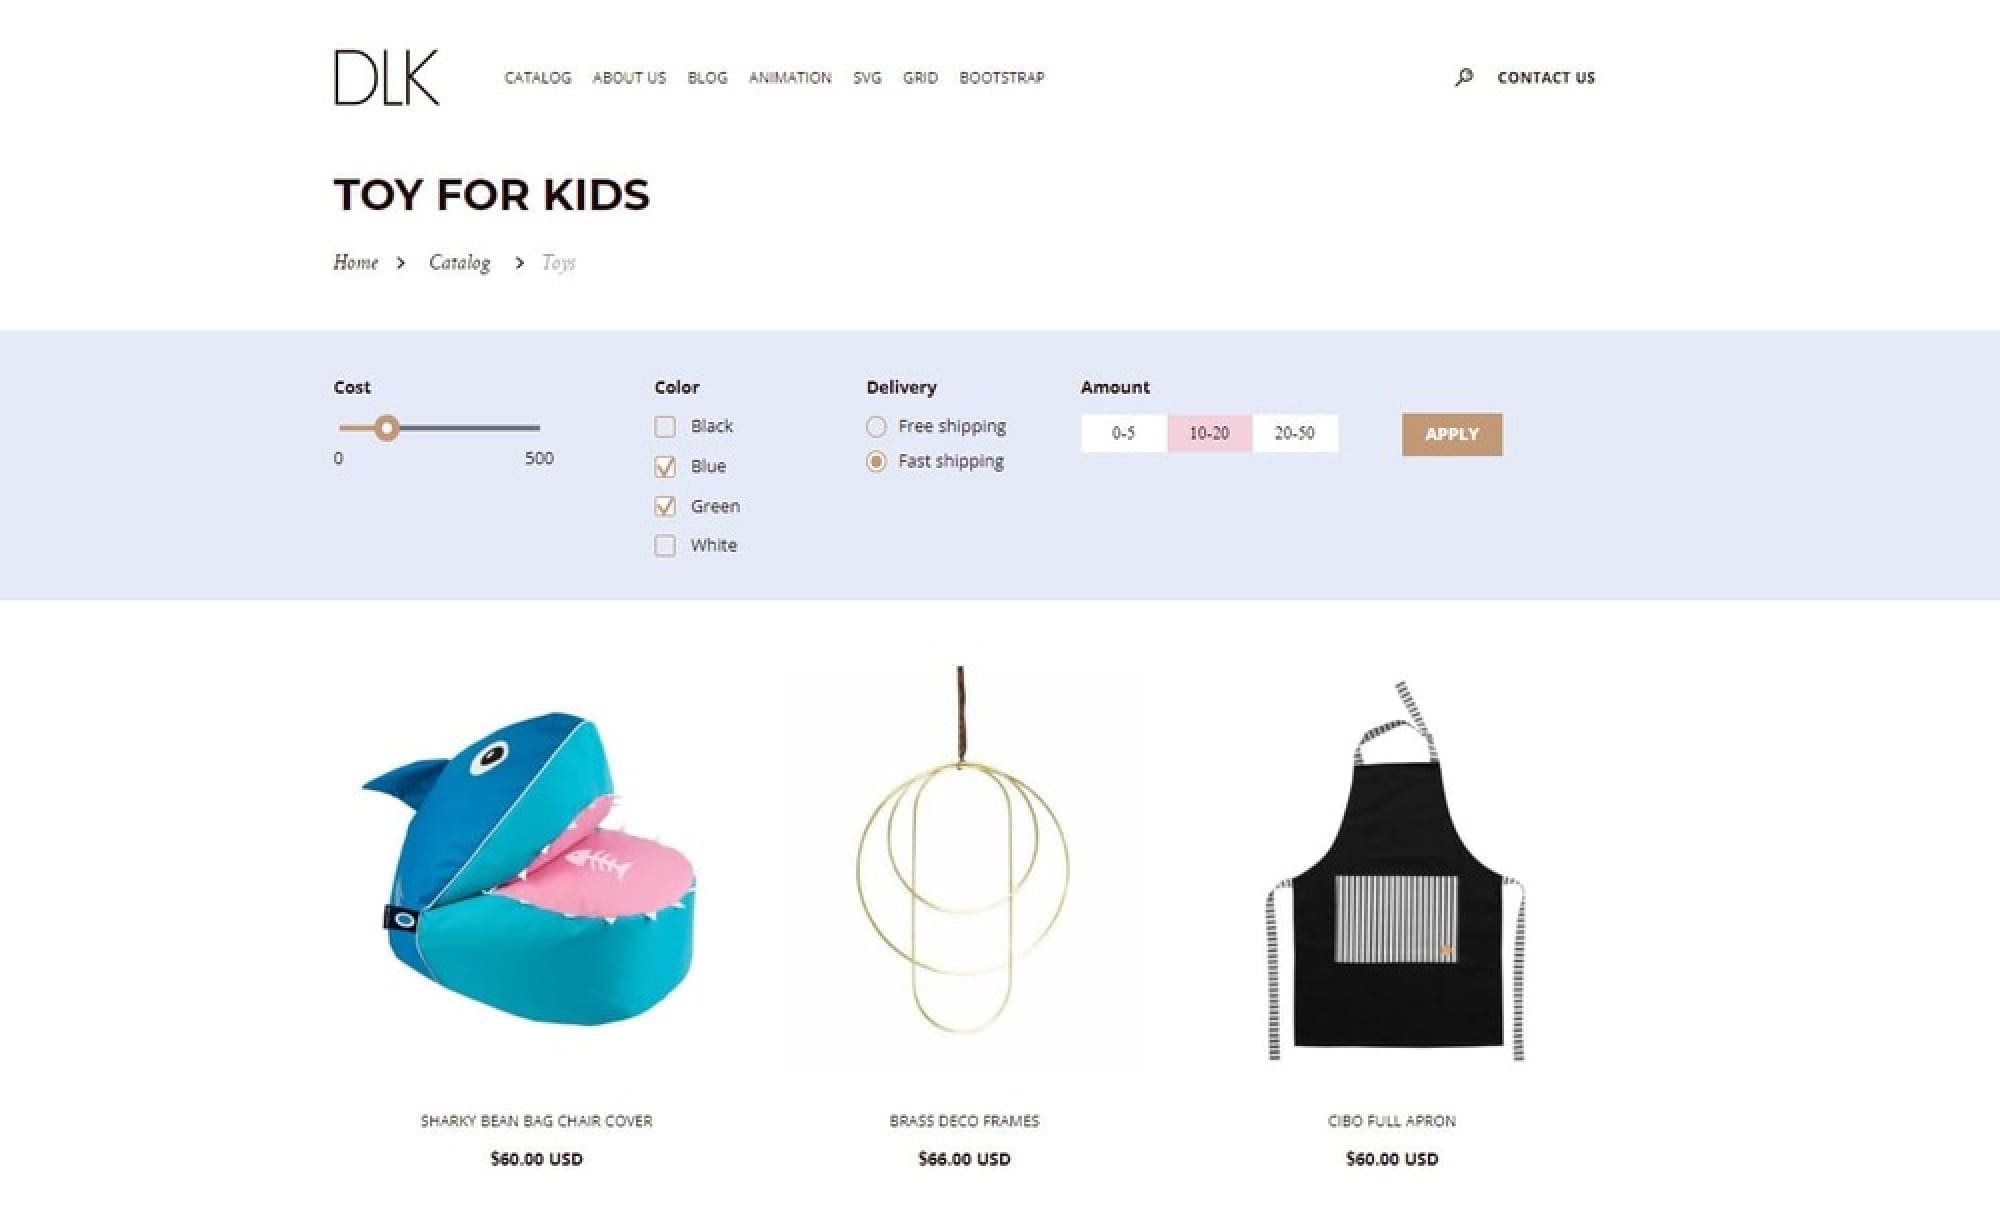 DLK CATALOG ABOUT US BLOG ANIMATION SVG GRID BOOTSTRAP CONTACT US
TOY FOR KIDS
Home > Catalog > Toys
Cost
0 500
Color
Black
Blue
Green
White
Delivery
Free shipping
Fast shipping
Amount
0-5 10-20 20-50
APPLY
SHARKY BEAN BAG CHAIR COVER
$60.00 USD
BRASS DECO FRAMES
$66.00 USD
CIBO FULL APRON
$60.00 USD